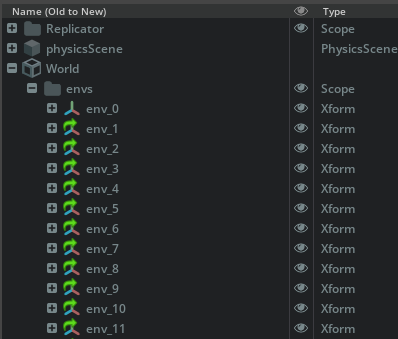 Name (Old to New) Type
Replicator Scope
physicsScene PhysicsScene
World
envs Scope
env_0 Xform
env_1 Xform
env_2 Xform
env_3 Xform
env_4 Xform
env_5 Xform
env_6 Xform
env_7 Xform
env_8 Xform
env_9 Xform
env_10 Xform
env_11 Xform